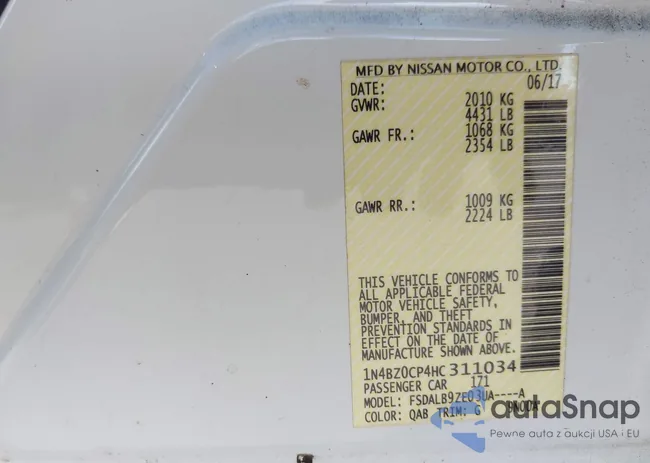 MFD BY NISSAN MOTOR CO., LTD.
DATE: 06/17
GVWR: 2010 KG
4431 LB
GAWR FR.: 1068 KG
2354 LB
GAWR RR.: 1009 KG
2224 LB
THIS VEHICLE CONFORMS TO
ALL APPLICABLE FEDERAL
MOTOR VEHICLE SAFETY,
BUMPER, AND THEFT
PREVENTION STANDARDS IN
EFFECT ON THE DATE OF
MANUFACTURE SHOWN ABOVE.
1N4BZ0CP4HC311034
PASSENGER CAR 171
MODEL: FSDALB9ZE03UA----A
COLOR: QAB TRIM: G
autoSnap
Pewne auta z aukcji USA i EU